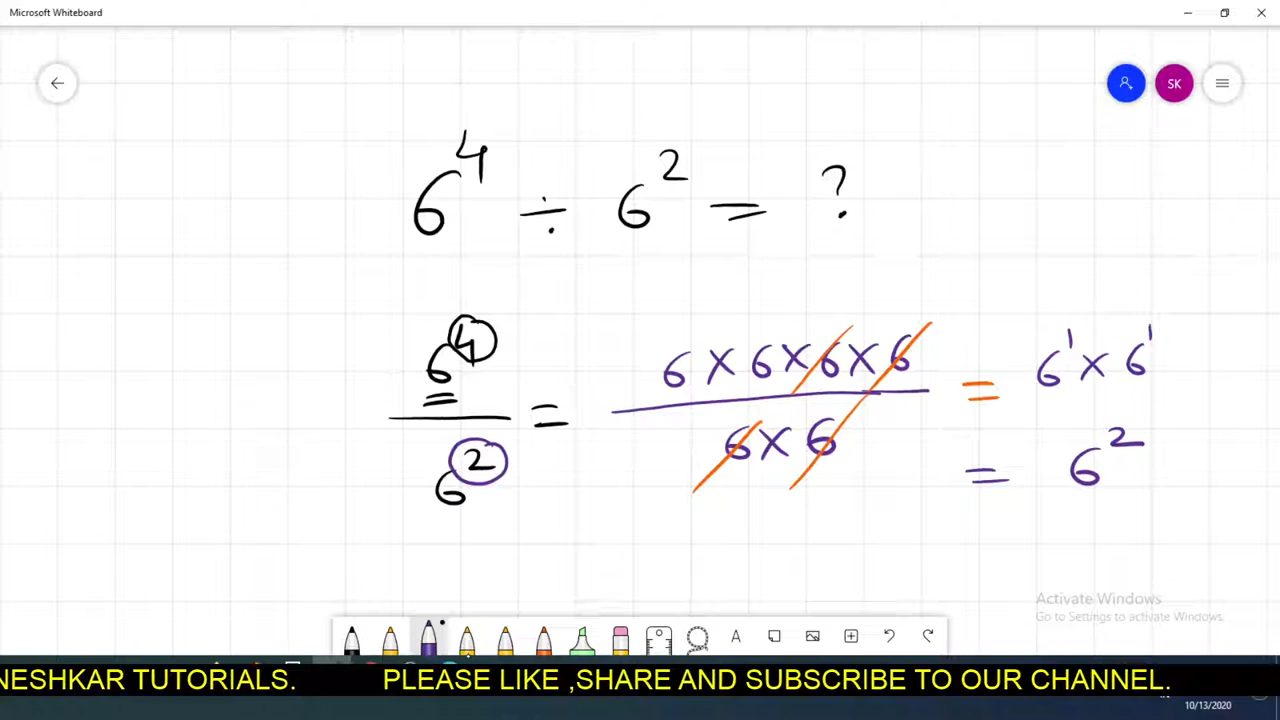 Microsoft Whiteboard
SK
6⁴ ÷ 6² = ?
6⁴/6² = 6 × 6 × 6 × 6 / 6 × 6 = 6¹ × 6¹
= 6²
Activate Windows
Go to Settings to activate Windows.
A
NESHKAR TUTORIALS. PLEASE LIKE ,SHARE AND SUBSCRIBE TO OUR CHANNEL.
10/13/2020